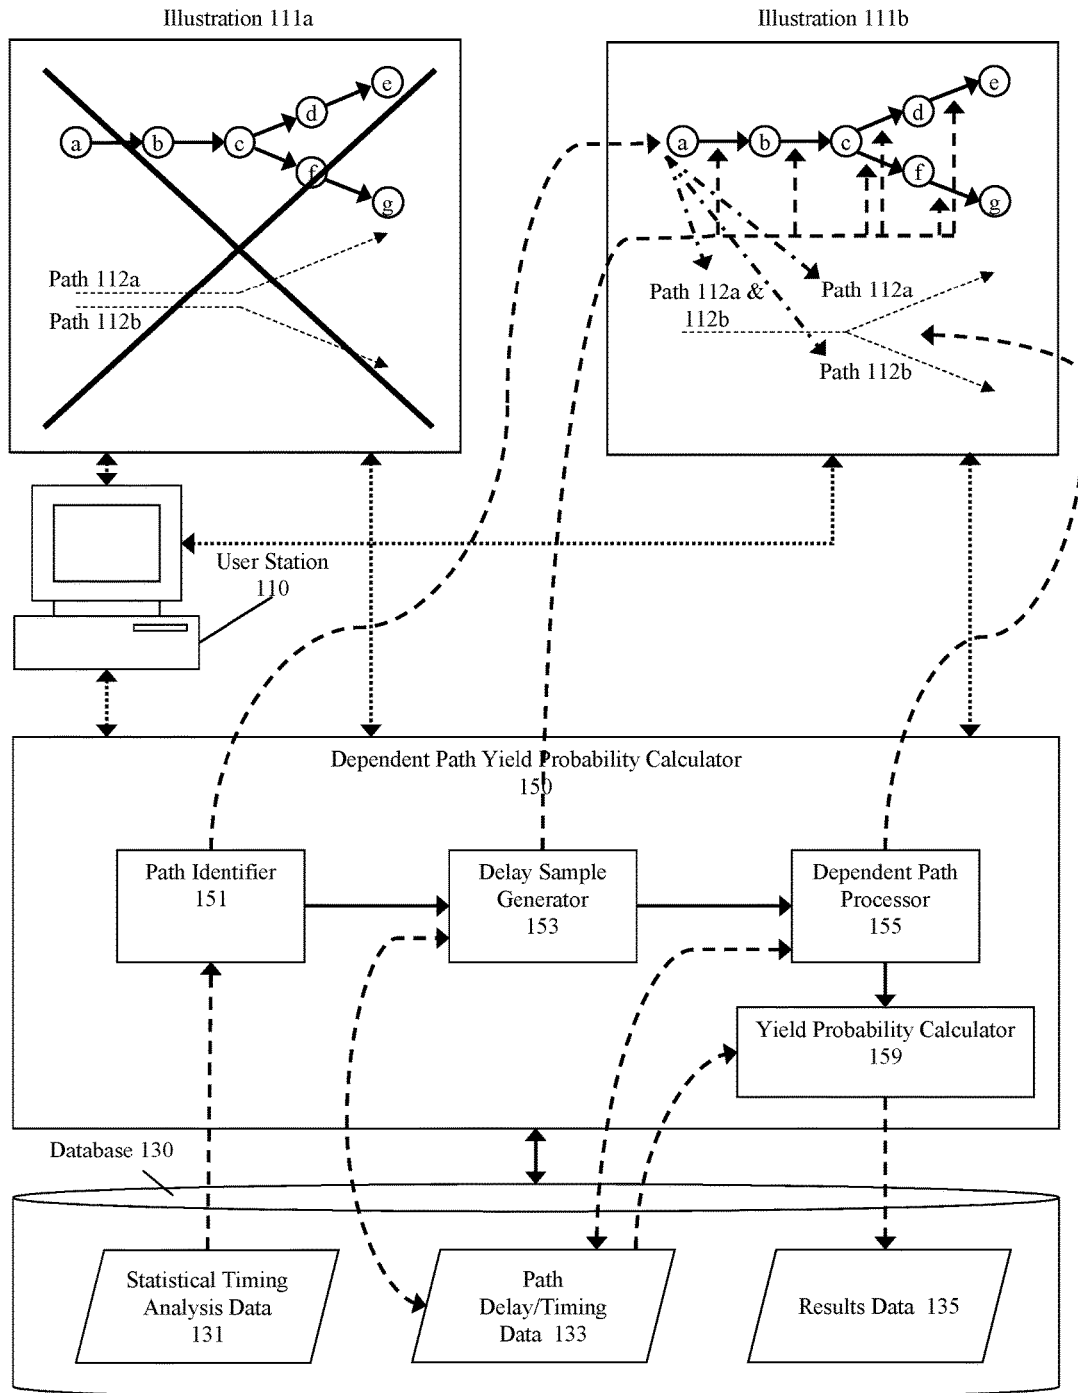 Illustration 111a
Illustration 111b
e
d
a
b
c
f
g
Path 112a
Path 112b
e
d
a
b
c
f
g
Path 112a &
112b
Path 112a
Path 112b
User Station
110
Dependent Path Yield Probability Calculator
150
Path Identifier
151
Delay Sample
Generator
153
Dependent Path
Processor
155
Yield Probability Calculator
159
Database 130
Statistical Timing
Analysis Data
131
Path
Delay/Timing
Data 133
Results Data 135